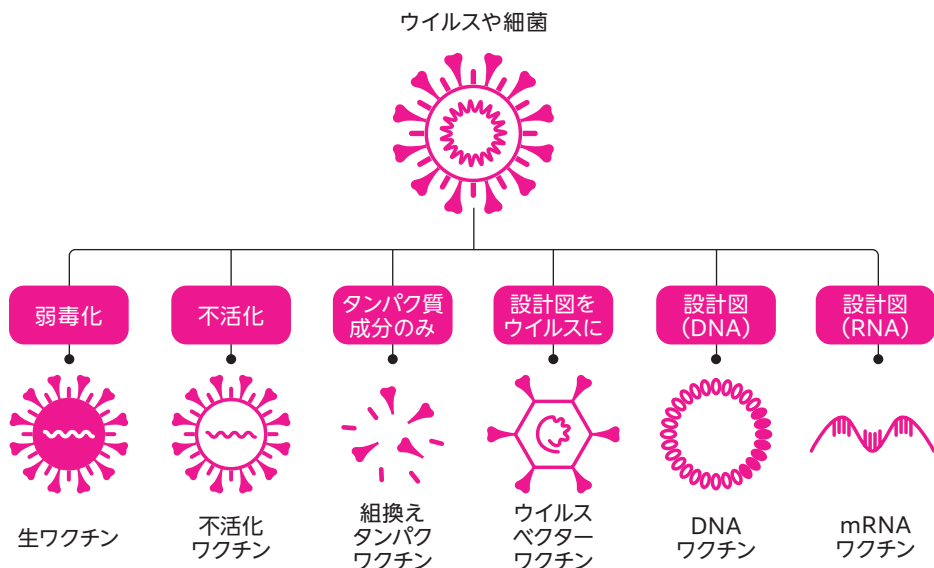 ウイルスや細菌
弱毒化
不活化
タンパク質
成分のみ
設計図を
ウイルスに
設計図
(DNA)
設計図
(RNA)
生ワクチン
不活化
ワクチン
組換え
タンパク
ワクチン
ウイルス
ベクター
ワクチン
DNA
ワクチン
mRNA
ワクチン